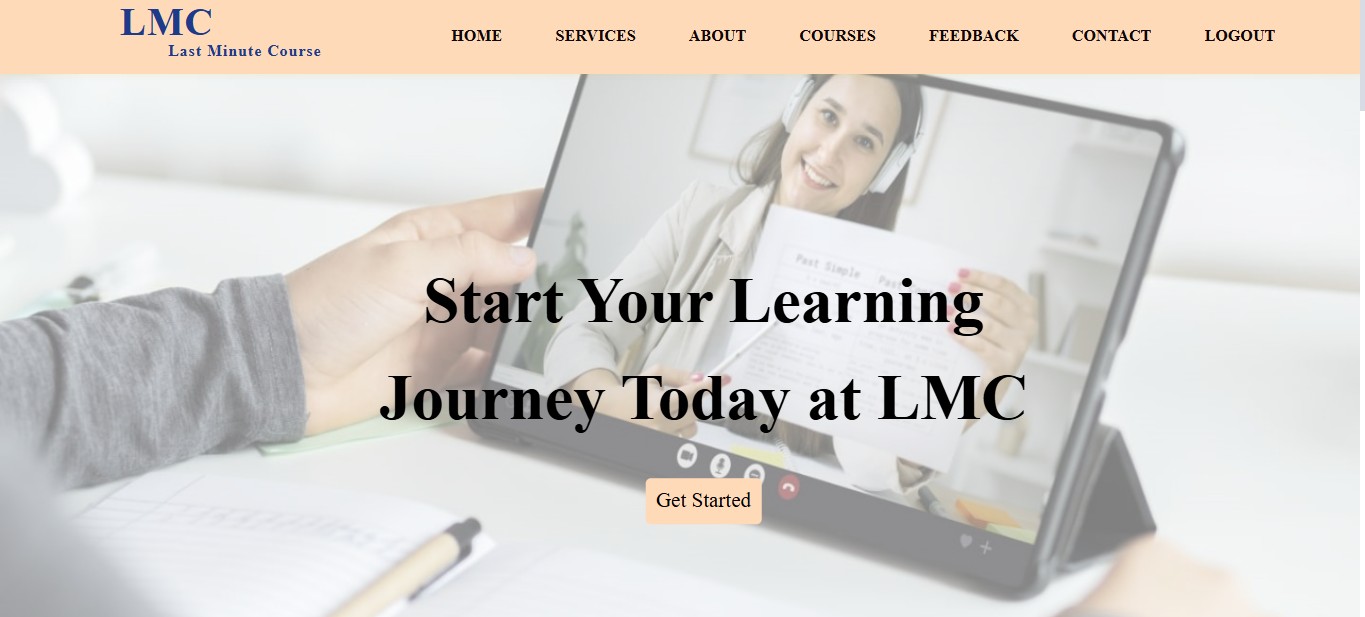 LMC
Last Minute Course
HOME SERVICES ABOUT COURSES FEEDBACK CONTACT LOGOUT
Past Simple
Start Your Learning
Journey Today at LMC
Get Started